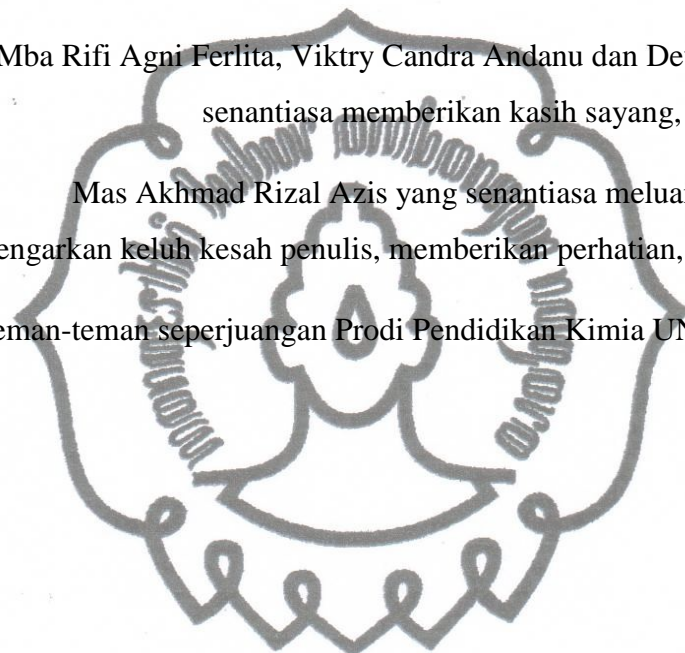 Mba Rifi Agni Ferlita, Viktry Candra Andanu dan De
senantiasa memberikan kasih sayang,
Mas Akhmad Rizal Azis yang senantiasa melua
engarkan keluh kesah penulis, memberikan perhatian,
eman-teman seperjuangan Prodi Pendidikan Kimia UN